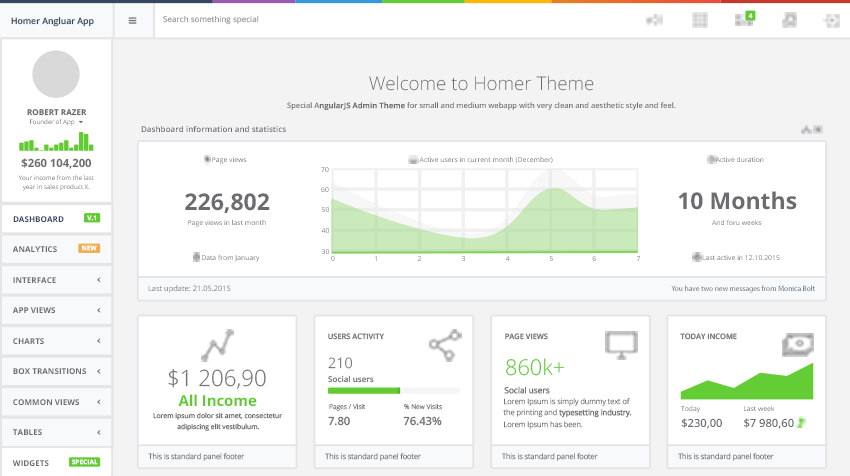 Homer Angluar App
Search something special
4
ROBERT RAZER
Founder of App
$260 104,200
Your income from the last
year in sales product X.
DASHBOARD V.1
ANALYTICS NEW
INTERFACE
APP VIEWS
CHARTS
BOX TRANSITIONS
COMMON VIEWS
TABLES
WIDGETS SPECIAL
Welcome to Homer Theme
Special AngularJS Admin Theme for small and medium webapp with very clean and aesthetic style and feel.
Dashboard information and statistics
Page views
226,802
Page views in last month
Data from January
Active users in current month (December)
70
60
50
40
30
0 1 2 3 4 5 6 7
Active duration
10 Months
And foru weeks
Last active in 12.10.2015
Last update: 21.05.2015
You have two new messages from Monica Bolt
$1 206,90
All Income
Lorem ipsum dolor sit amet, consectetur
adipiscing elit vestibulum.
This is standard panel footer
USERS ACTIVITY
210
Social users
Pages / Visit % New Visits
7.80 76.43%
This is standard panel footer
PAGE VIEWS
860k+
Social users
Lorem Ipsum is simply dummy text of
the printing and typesetting industry.
Lorem Ipsum has been.
This is standard panel footer
TODAY INCOME
Today Last week
$230,00 $7 980,60
This is standard panel footer